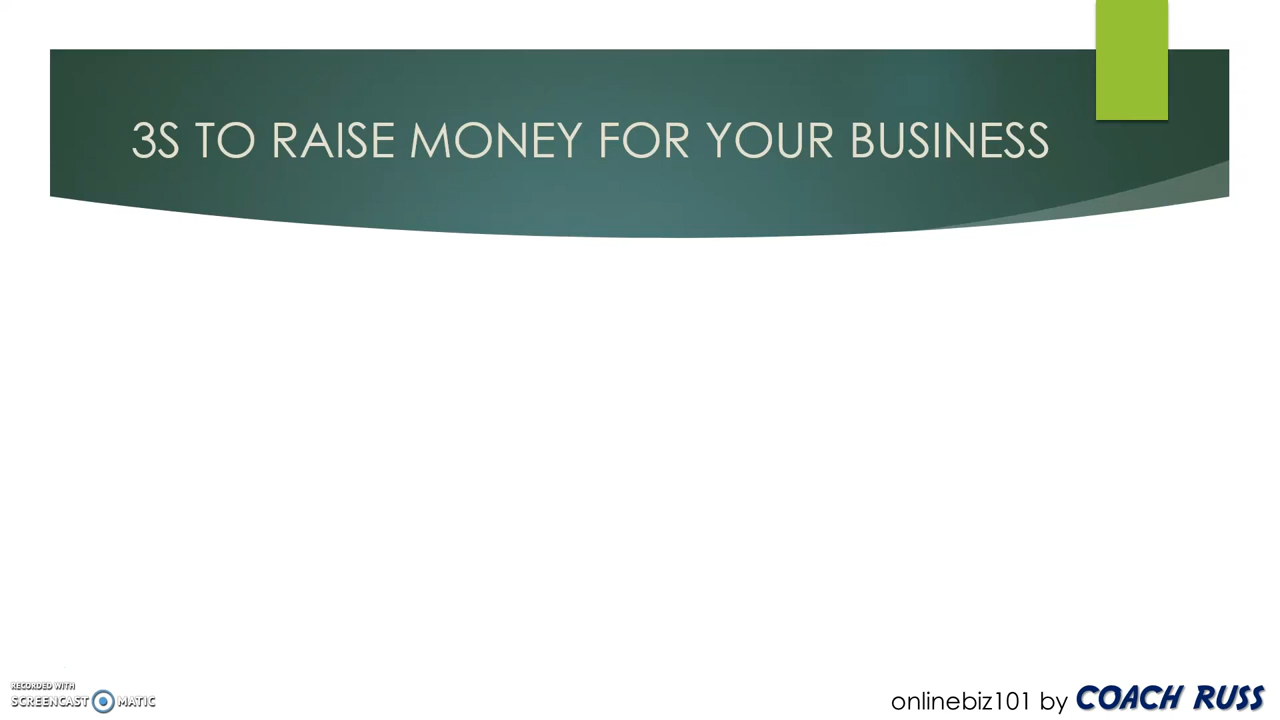 3S TO RAISE MONEY FOR YOUR BUSINESS
RECORDED WITH
SCREENCAST MATIC
onlinebiz101 by COACH RUSS